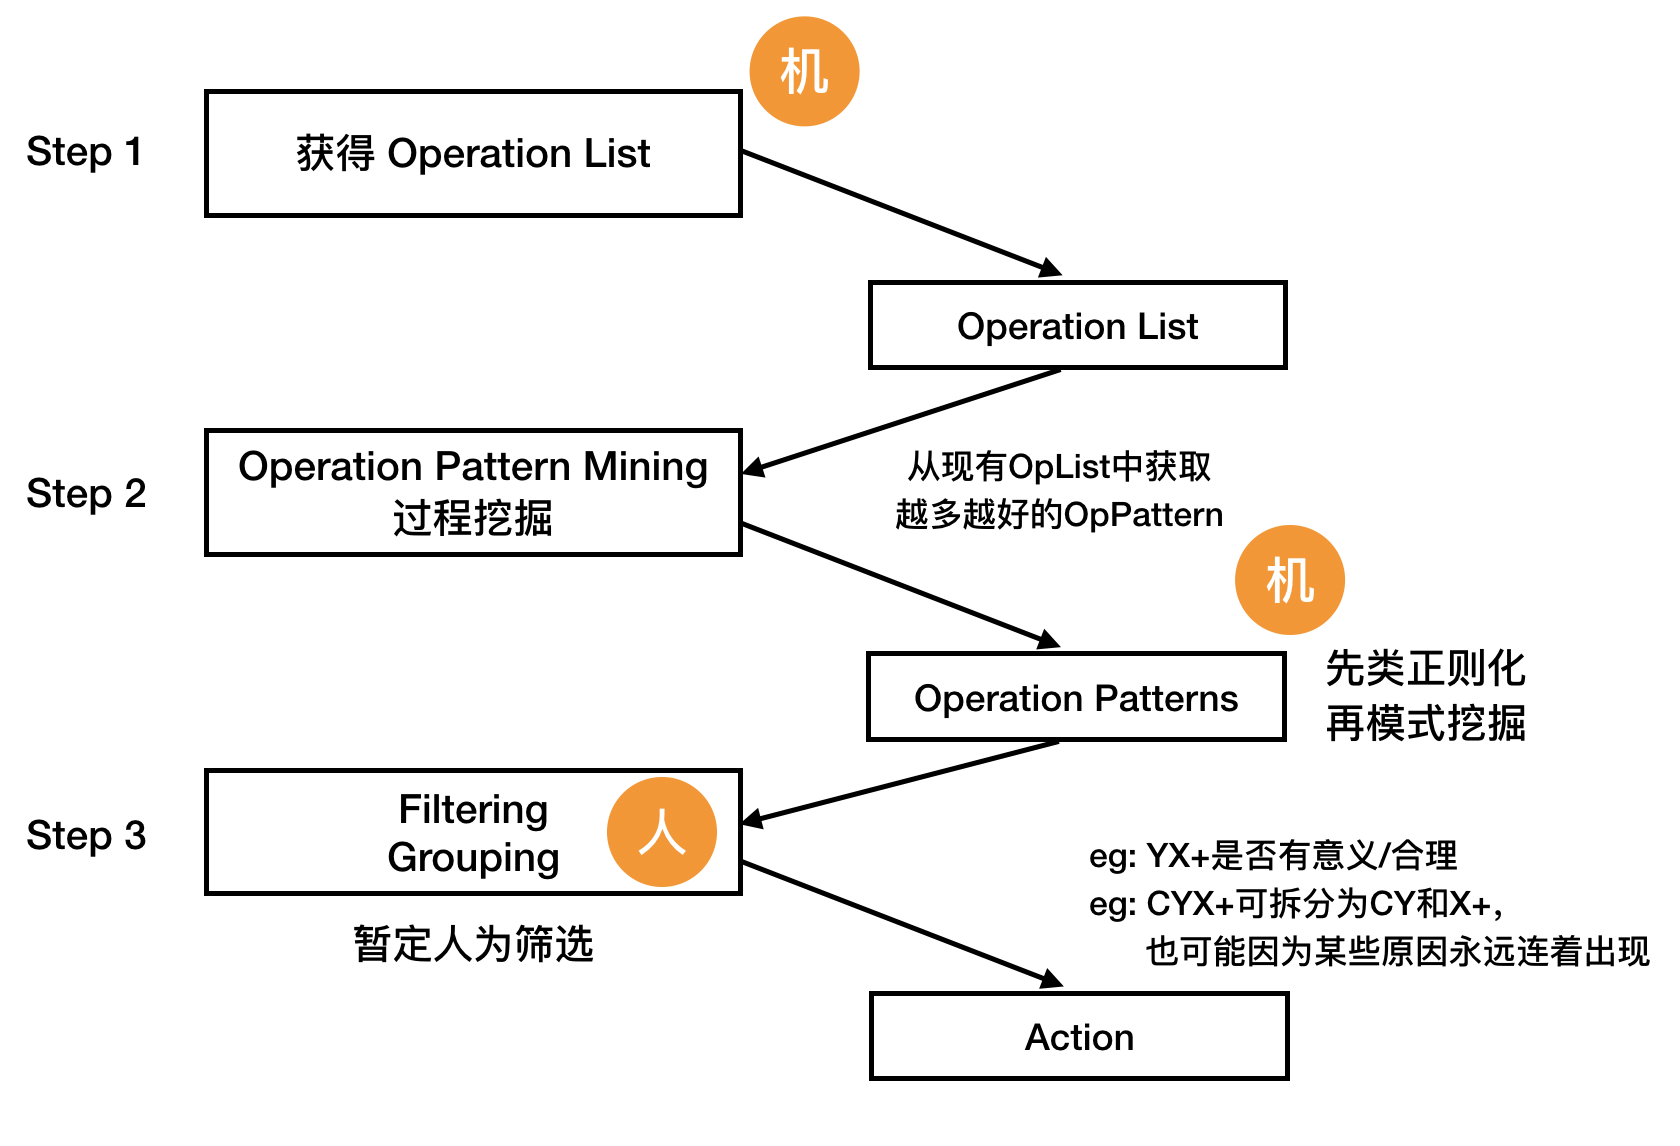 机
Step 1
获得 Operation List
Operation List
Step 2
Operation Pattern Mining
过程挖掘
从现有OpList中获取
越多越好的OpPattern
机
Operation Patterns
先类正则化
再模式挖掘
Step 3
Filtering
Grouping
人
暂定人为筛选
eg: YX+是否有意义/合理
eg: CYX+可拆分为CY和X+，
也可能因为某些原因永远连着出现
Action